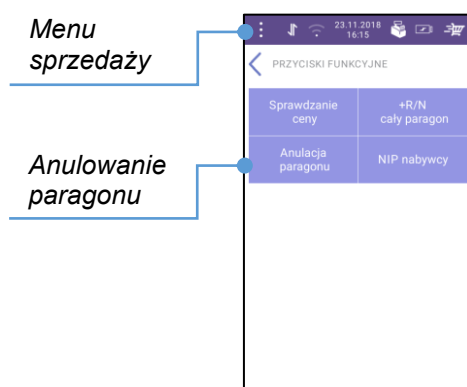 Menu
sprzedaży
23.11.2018
16:15
PRZYCISKI FUNKCYJNE
Sprawdzanie
ceny
+R/N
cały paragon
Anulowanie
paragonu
Anulacja
paragonu
NIP nabywcy